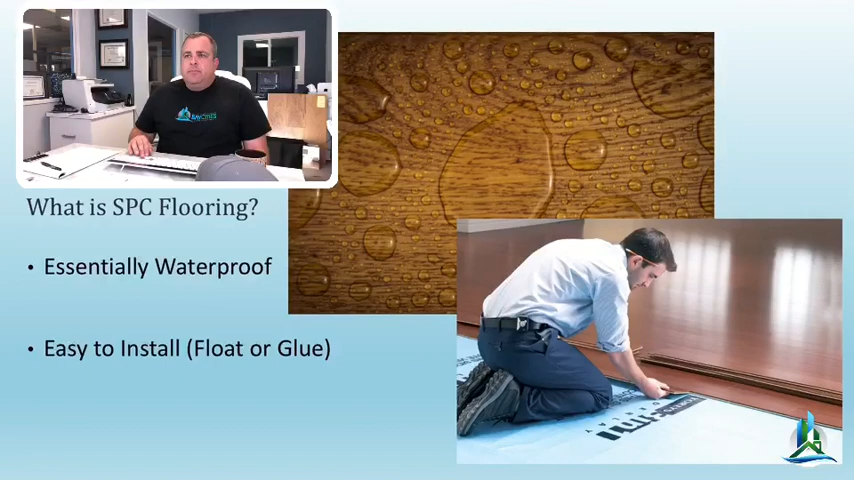 What is SPC Flooring?
• Essentially Waterproof
• Easy to Install (Float or Glue)